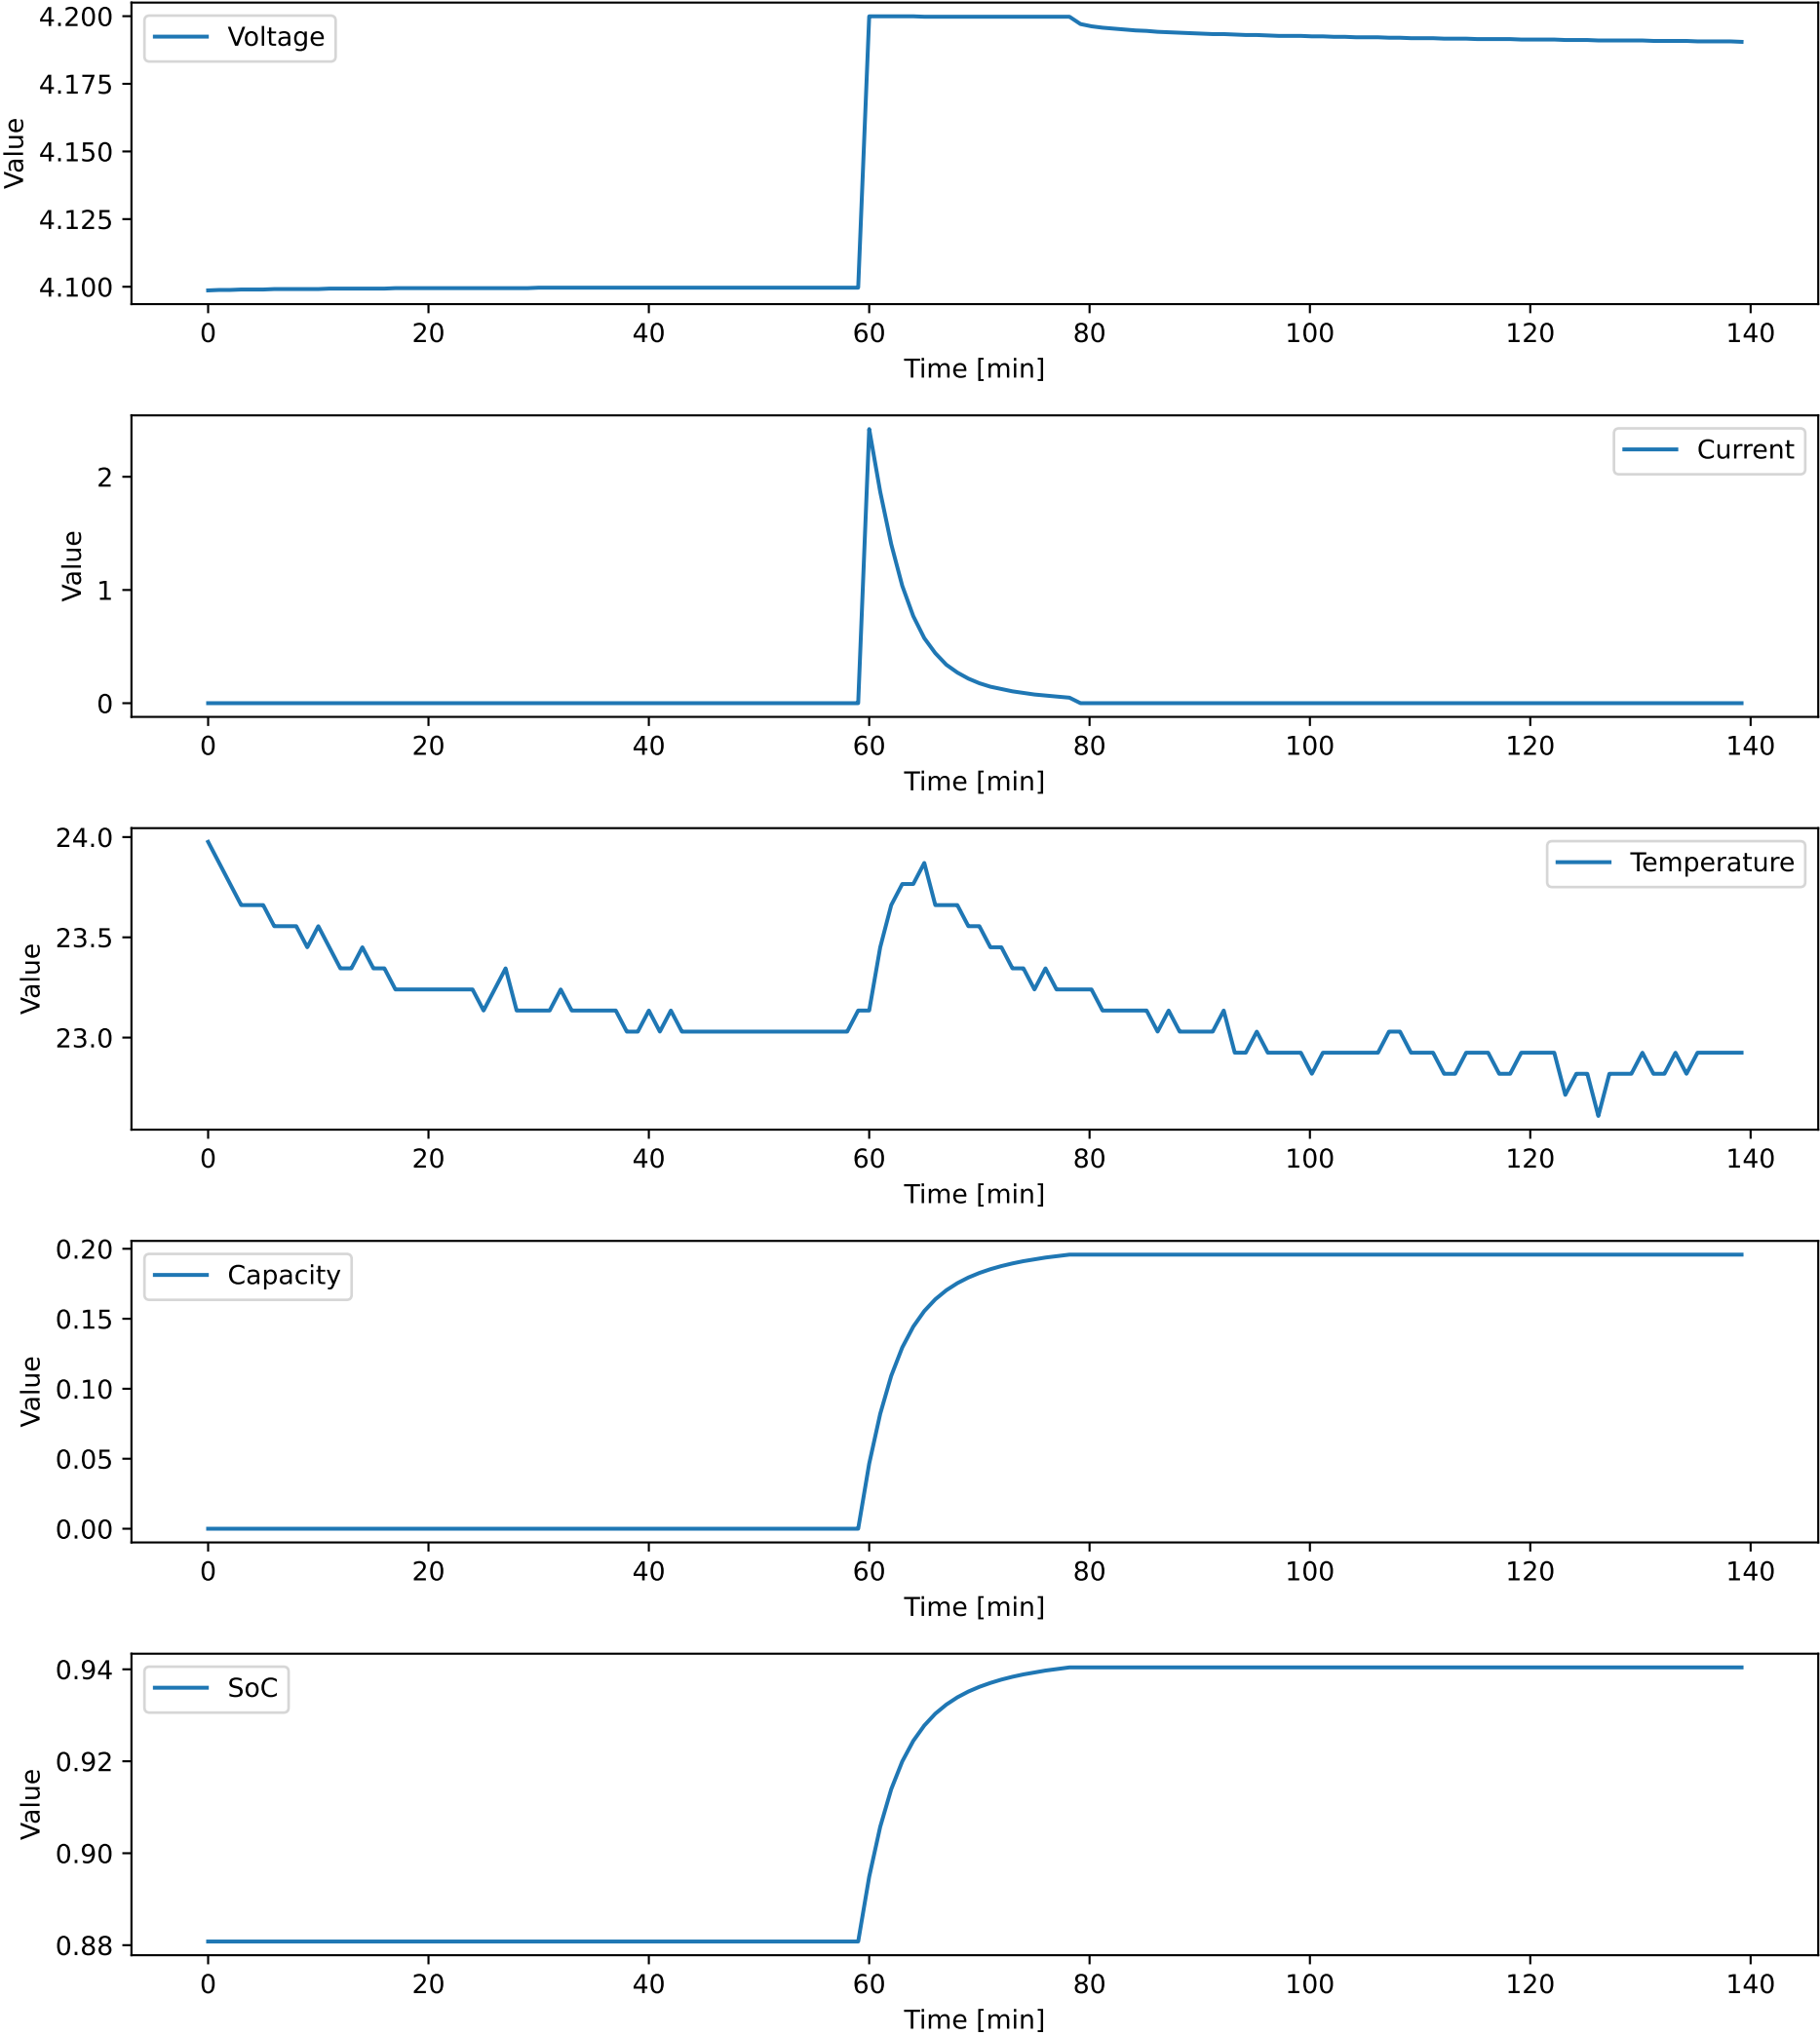 4.200
4.175
4.150
4.125
4.100
Value
Voltage
0 20 40 60 80 100 120 140
Time [min]
2
1
0
Value
Current
0 20 40 60 80 100 120 140
Time [min]
24.0
23.5
23.0
Value
Temperature
0 20 40 60 80 100 120 140
Time [min]
0.20
0.15
0.10
0.05
0.00
Value
Capacity
0 20 40 60 80 100 120 140
Time [min]
0.94
0.92
0.90
0.88
Value
SoC
0 20 40 60 80 100 120 140
Time [min]